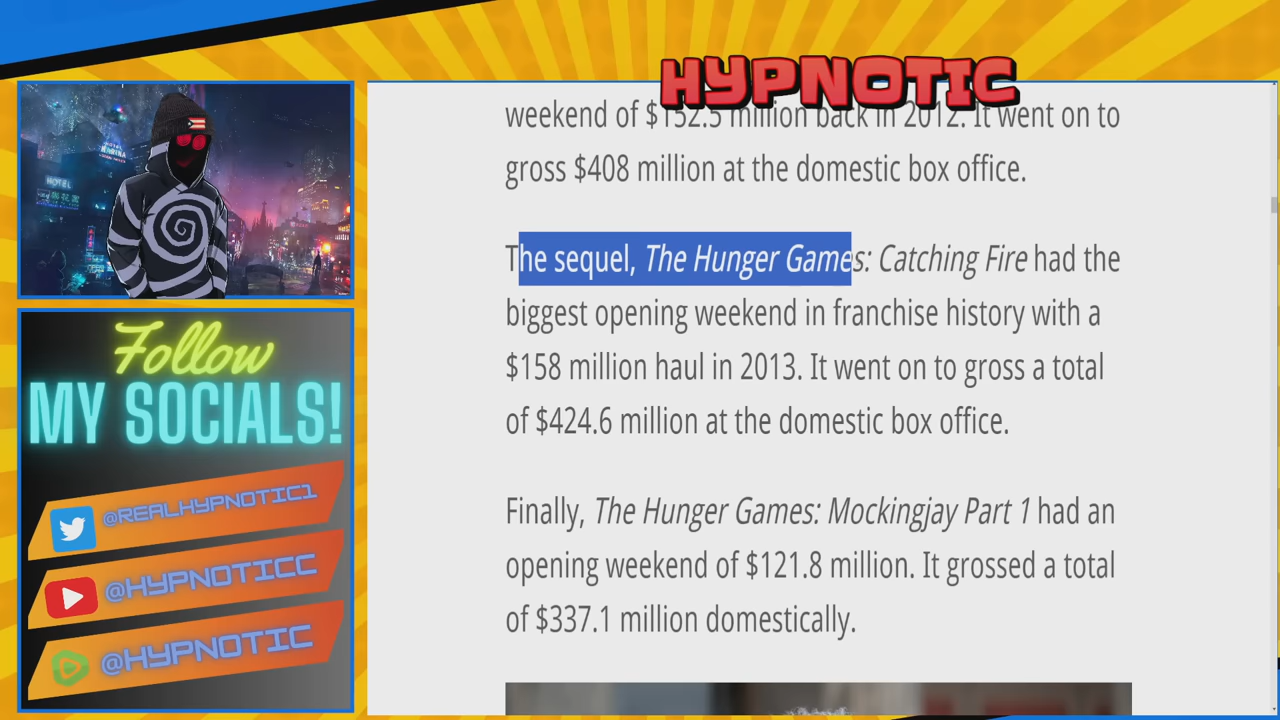 HYPNOTIC
weekend of $152.5 million back in 2012. It went on to
gross $408 million at the domestic box office.
The sequel, The Hunger Games: Catching Fire had the
biggest opening weekend in franchise history with a
$158 million haul in 2013. It went on to gross a total
of $424.6 million at the domestic box office.
Finally, The Hunger Games: Mockingjay Part 1 had an
opening weekend of $121.8 million. It grossed a total
of $337.1 million domestically.
HOTEL
Follow
MY SOCIALS!
@REALHYPNOTIC1
@HYPNOTICC
@HYPNOTIC